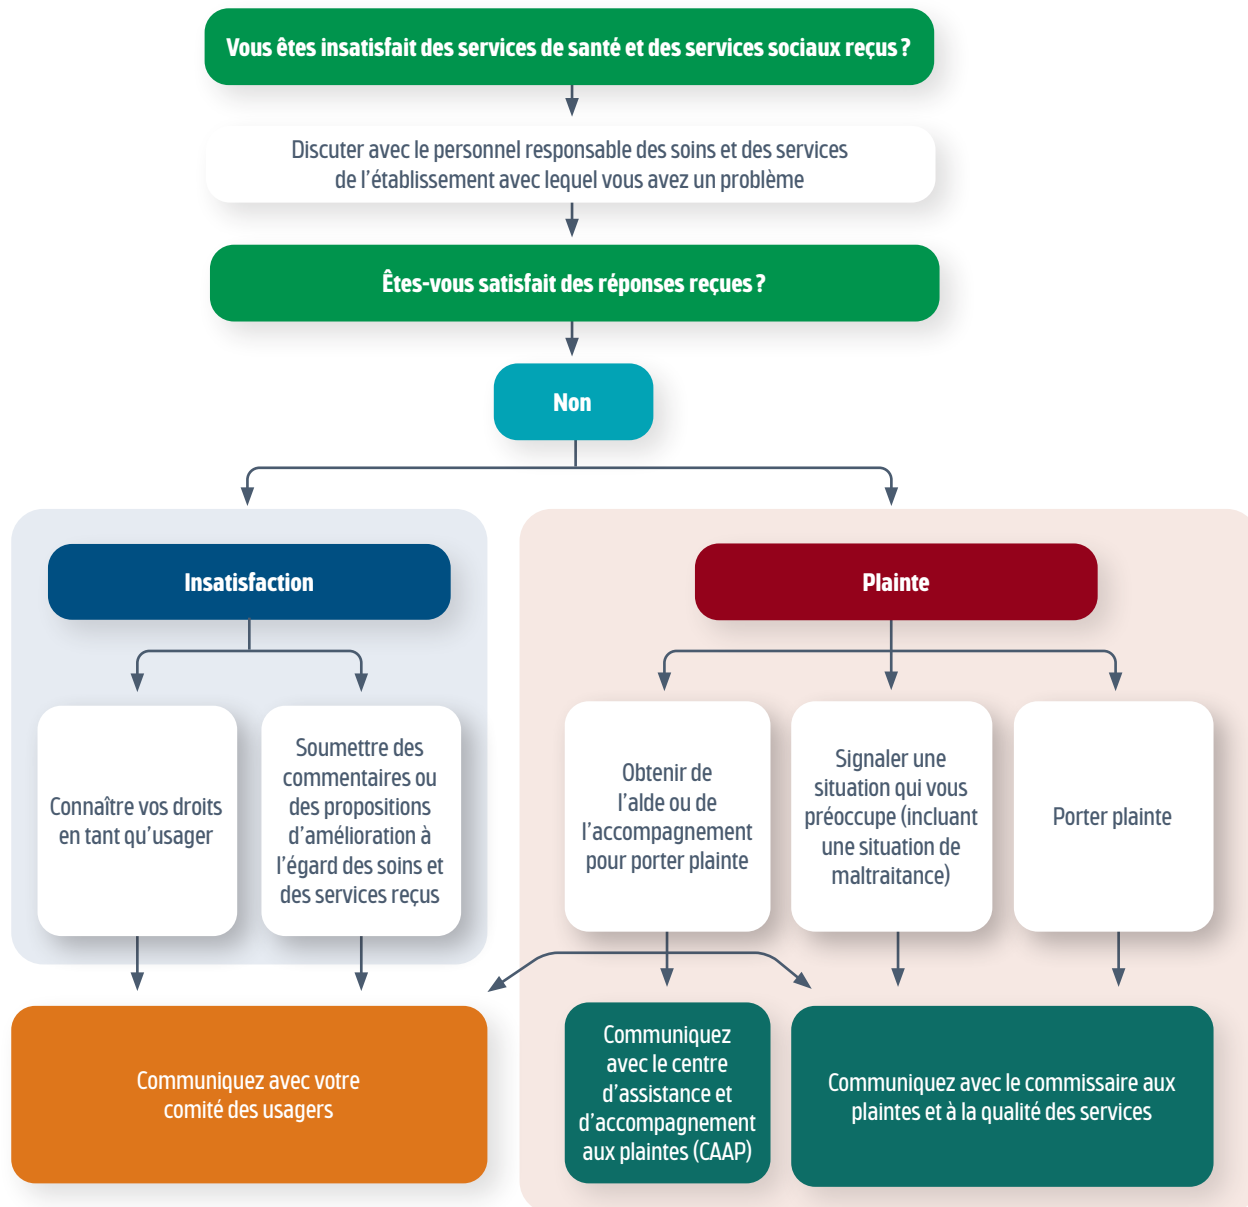 Vous êtes insatisfait des services de santé et des services sociaux reçus ?
Discuter avec le personnel responsable des soins et des services
de l'établissement avec lequel vous avez un problème
Êtes-vous satisfait des réponses reçues ?
Non
Insatisfaction
Plainte
Connaître vos droits
en tant qu'usager
Soumettre des
commentaires ou
des propositions
d'amélioration à
l'égard des soins et
des services reçus
Obtenir de
l'alde ou de
l'accompagnement
pour porter plainte
Signaler une
situation qui vous
préoccupe (incluant
une situation de
maltraitance)
Porter plainte
Communiquez avec votre
comité des usagers
Communiquez
avec le centre
d'assistance et
d'accompagnement
aux plaintes (CAAP)
Communiquez avec le commissaire aux
plaintes et à la qualité des services